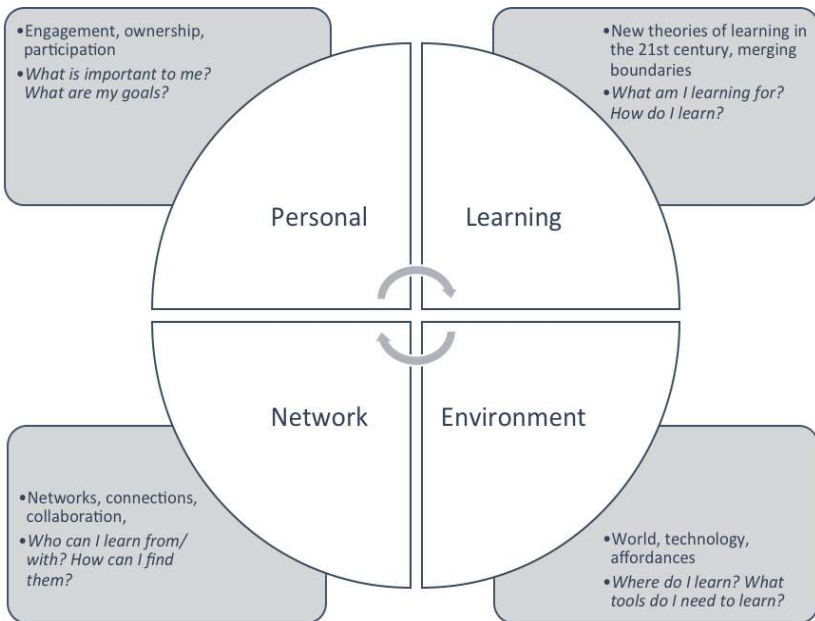 •Engagement, ownership,
participation
•What is important to me?
What are my goals?
•New theories of learning in
the 21st century, merging
boundaries
•What am I learning for?
How do I learn?
Personal
Learning
Network
Environment
•Networks, connections,
collaboration,
•Who can I learn from/
with? How can I find
them?
•World, technology,
affordances
•Where do I learn? What
tools do I need to learn?